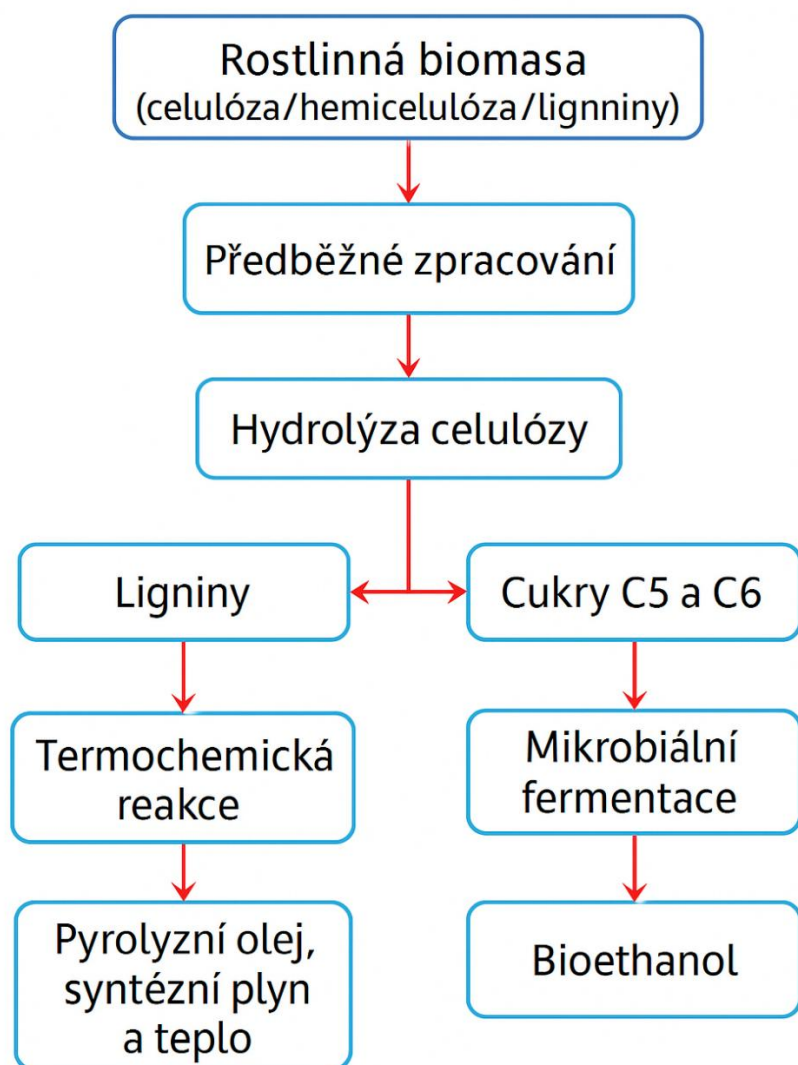 Rostlinná biomasa
(celulóza/hemicelulóza/lignniny)
Předběžné zpracování
Hydrolýza celulózy
Ligniny
Cukry C5 a C6
Termochemická
reakce
Mikrobiální
fermentace
Pyrolyzní olej,
syntézní plyn
a teplo
Bioethanol